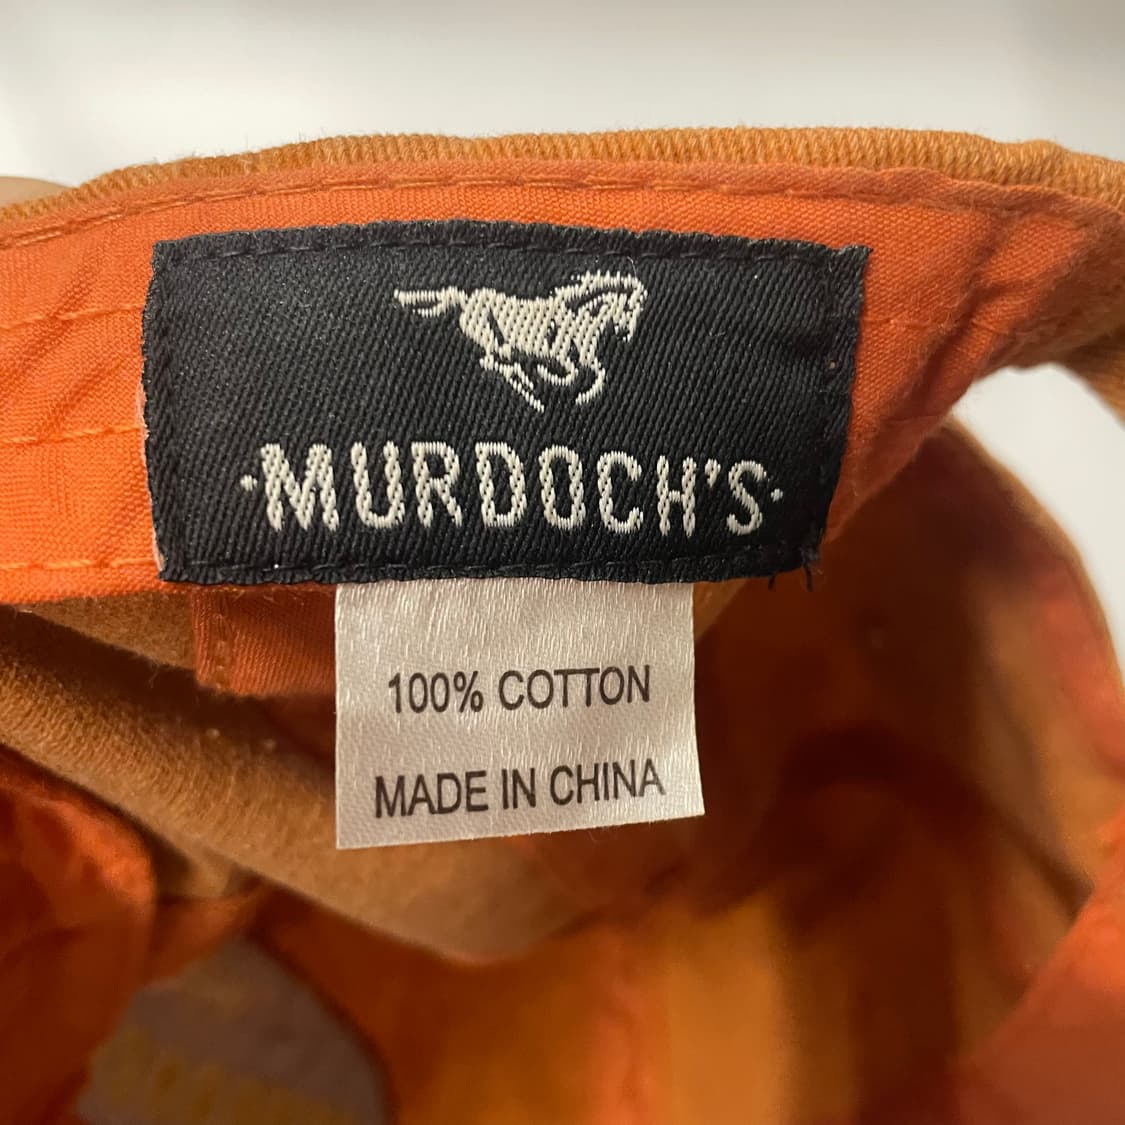 ·MURDOCH'S·
100% COTTON
MADE IN CHINA